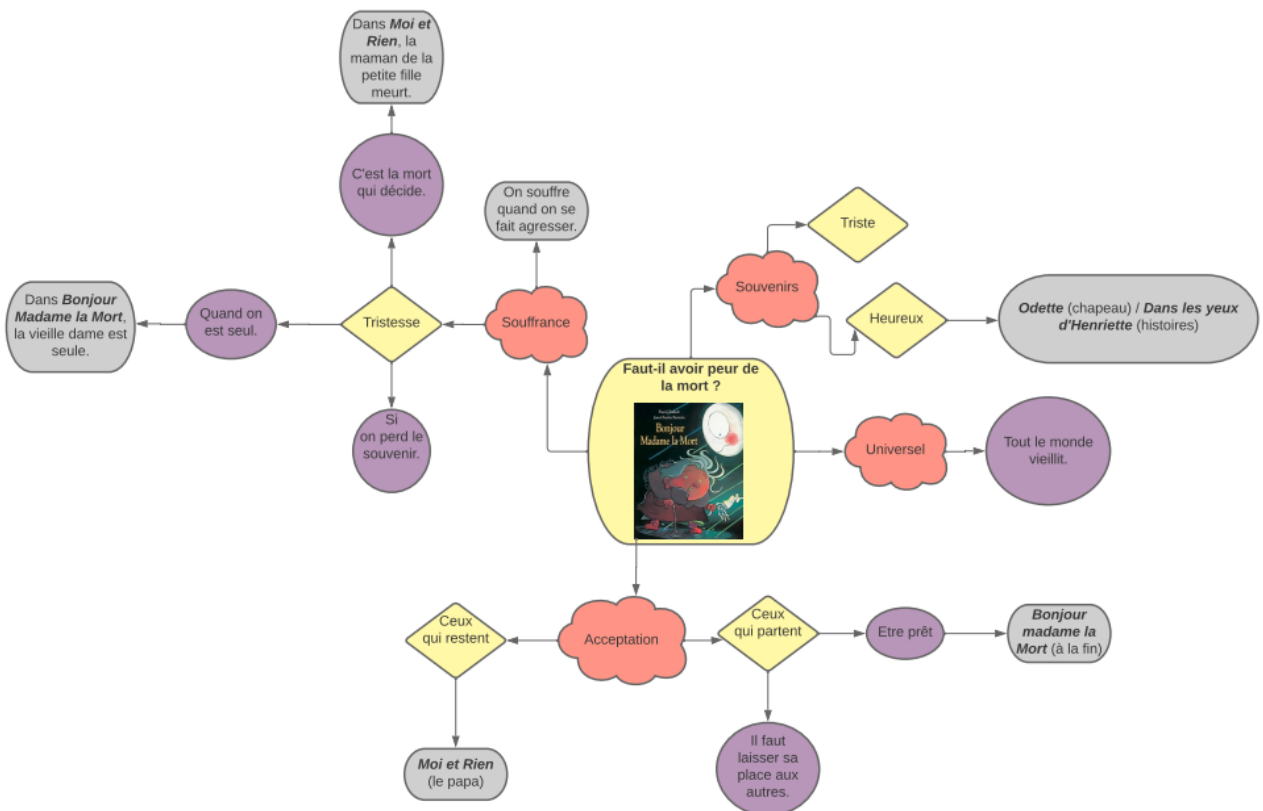 Dans Moi et
Rien, la
maman de la
petite fille
meurt.
C'est la mort
qui décide.
On souffre
quand on se
fait agresser.
Triste
Souvenirs
Heureux
Odette (chapeau) / Dans les yeux
d'Henriette (histoires)
Dans Bonjour
Madame la Mort,
la vieille dame est
seule.
Quand on
est seul.
Tristesse
Souffrance
Si
on perd le
souvenir.
Faut-il avoir peur de
la mort ?
Bonjour
Madame la Mort
Universel
Tout le monde
vieillit.
Ceux
qui restent
Acceptation
Ceux
qui partent
Etre prêt
Bonjour
madame la
Mort (à la fin)
Moi et Rien
(le papa)
Il faut
laisser sa
place aux
autres.